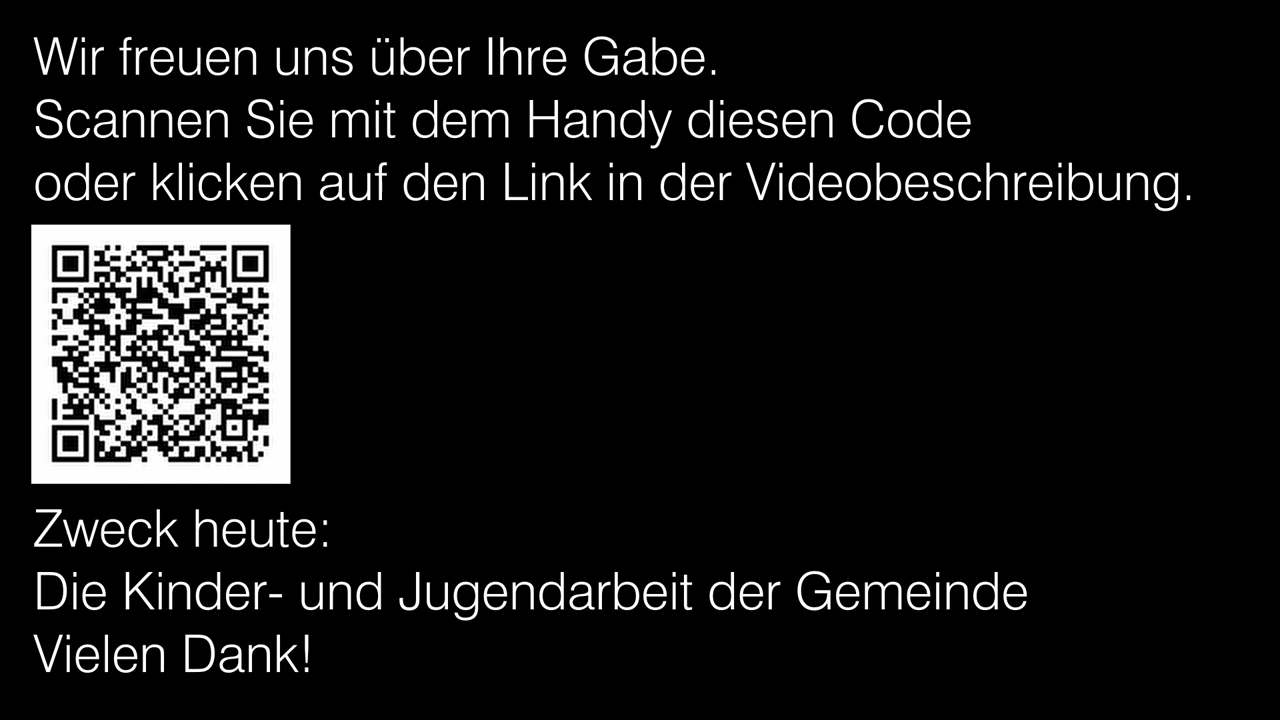 Wir freuen uns über Ihre Gabe.
Scannen Sie mit dem Handy diesen Code
oder klicken auf den Link in der Videobeschreibung.
Zweck heute:
Die Kinder- und Jugendarbeit der Gemeinde
Vielen Dank!